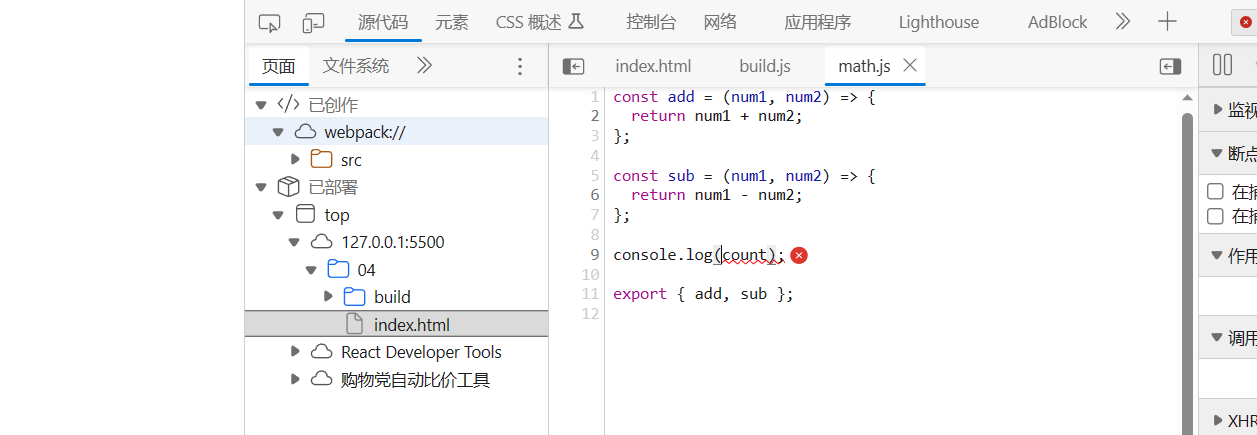 源代码 元素 CSS 概述 控制台 网络 应用程序 Lighthouse AdBlock
页面 文件系统
index.html build.js math.js
已创作
webpack://
src
已部署
top
127.0.0.1:5500
04
build
index.html
React Developer Tools
购物党自动比价工具
1 const add = (num1, num2) => {
2 return num1 + num2;
3 };
4
5 const sub = (num1, num2) => {
6 return num1 - num2;
7 };
8
9 console.log(count);
10
11 export { add, sub };
12
监视
断点
在捕
在捕
作用
调用
XHR